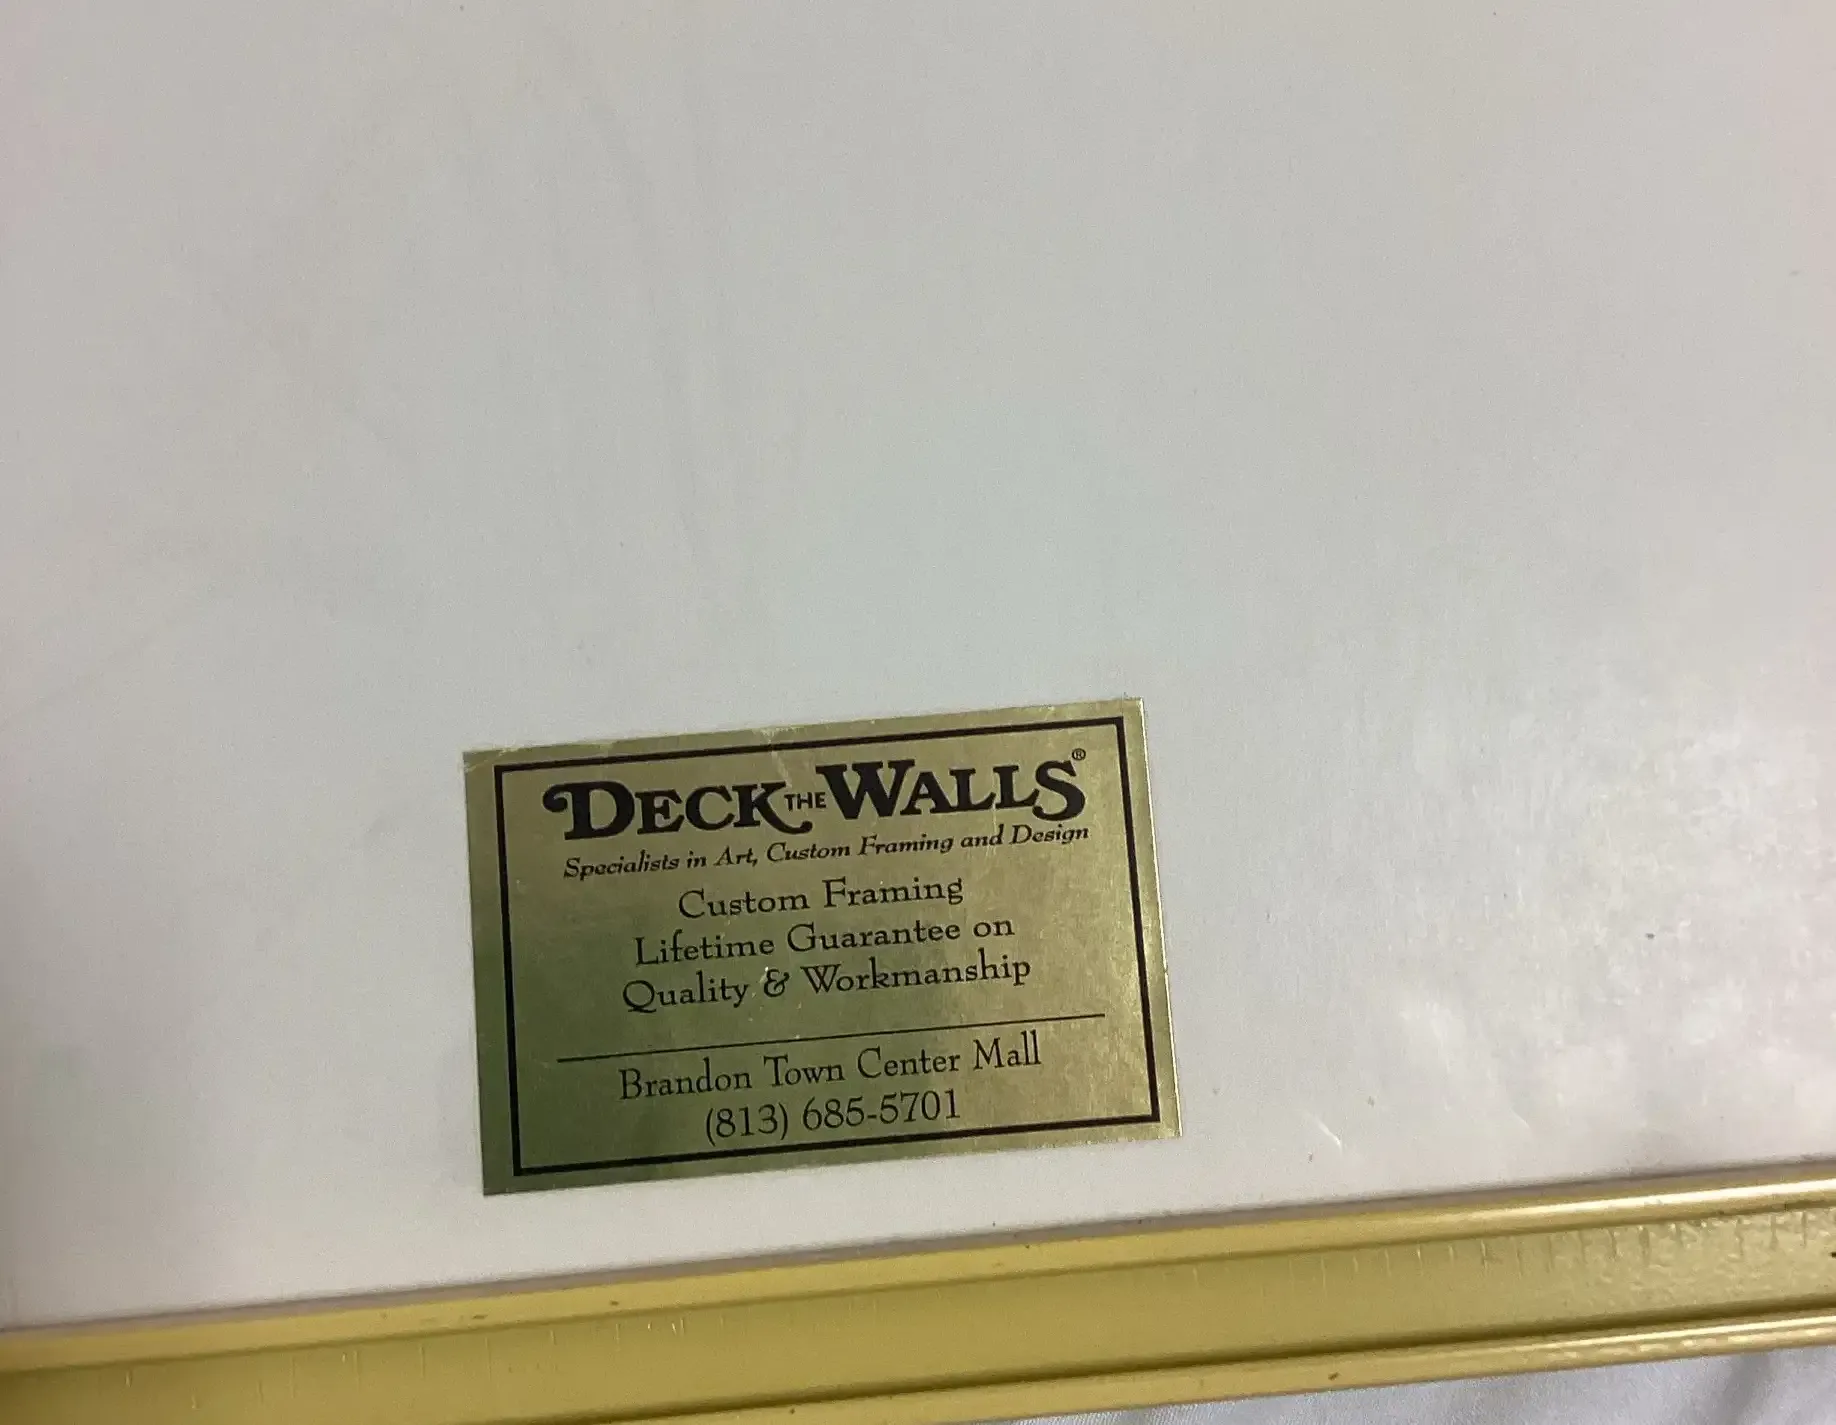 DECK THE WALLS®
Specialists in Art, Custom Framing and Design
Custom Framing
Lifetime Guarantee on
Quality & Workmanship
Brandon Town Center Mall
(813) 685-5701